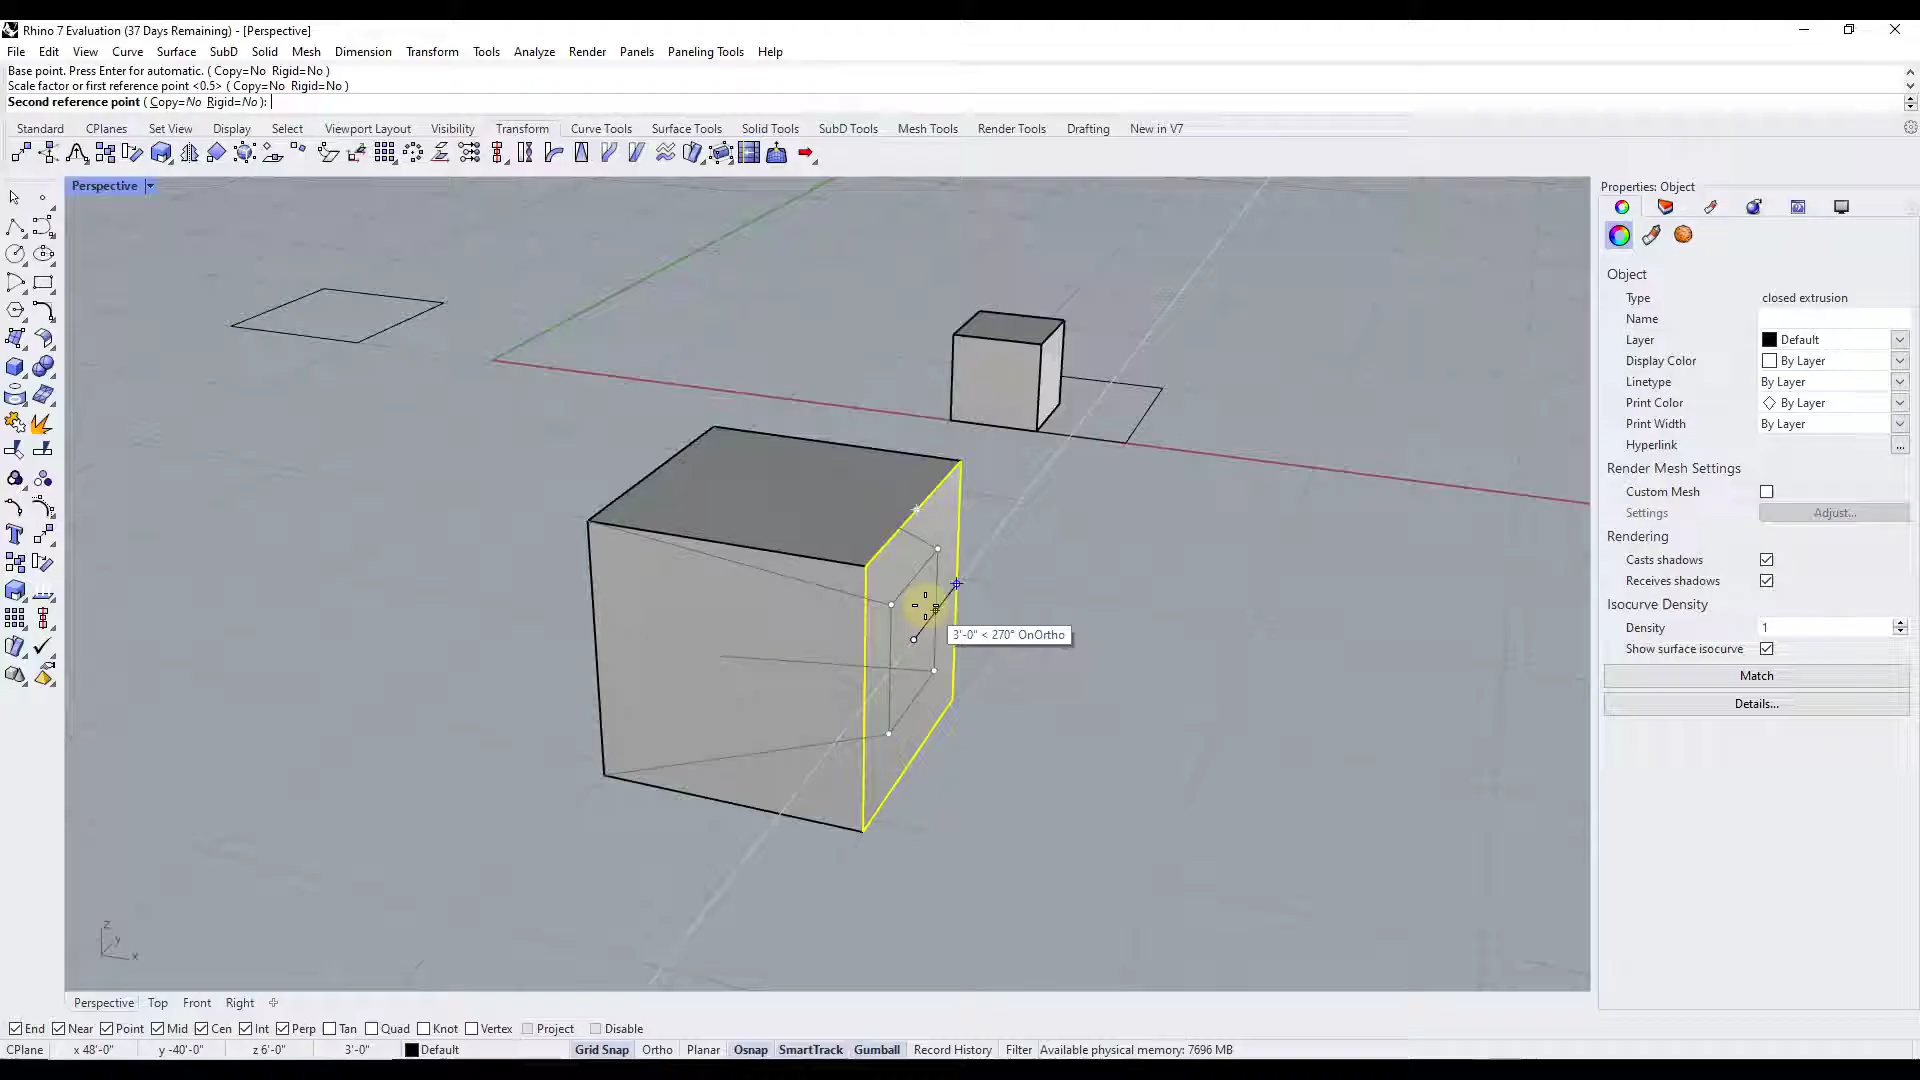 Rhino 7 Evaluation (37 Days Remaining) - [Perspective]
File Edit View Curve Surface SubD Solid Mesh Dimension Transform Tools Analyze Render Panels Paneling Tools Help
Base point. Press Enter for automatic. ( Copy=No Rigid=No )
Scale factor or first reference point <0.5> ( Copy=No Rigid=No )
Second reference point ( Copy=No Rigid=No ):
Standard CPlanes Set View Display Select Viewport Layout Visibility Transform Curve Tools Surface Tools Solid Tools SubD Tools Mesh Tools Render Tools Drafting New in V7
Perspective
Properties: Object
Object
Type closed extrusion
Name
Layer Default
Display Color By Layer
Linetype By Layer
Print Color By Layer
Print Width By Layer
Hyperlink ...
Render Mesh Settings
Custom Mesh
Settings Adjust...
Rendering
Casts shadows
Receives shadows
Isocurve Density
Density 1
Show surface isocurve
Match
Details...
3'-0" < 270° OnOrtho
z
y
x
Perspective Top Front Right
End Near Point Mid Cen Int Perp Tan Quad Knot Vertex Project Disable
CPlane x 48'-0" y -40'-0" z 6'-0" 3'-0" Default Grid Snap Ortho Planar Osnap SmartTrack Gumball Record History Filter Available physical memory: 7696 MB